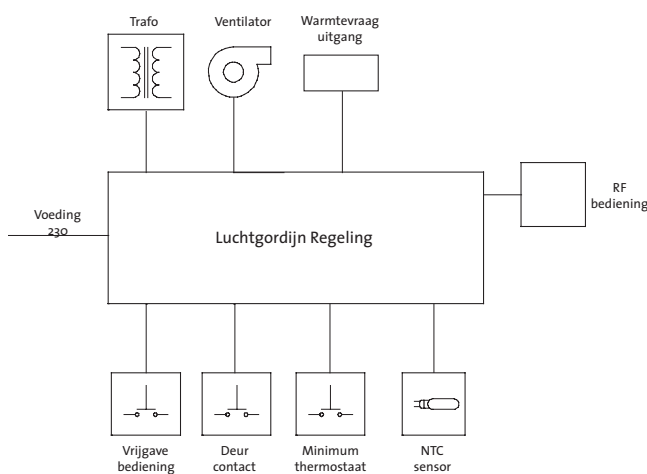 Trafo
Ventilator
Warmtevraag
uitgang
RF
bediening
Voeding
230
Luchtgordijn Regeling
Vrijgave
bediening
Deur
contact
Minimum
thermostaat
NTC
sensor